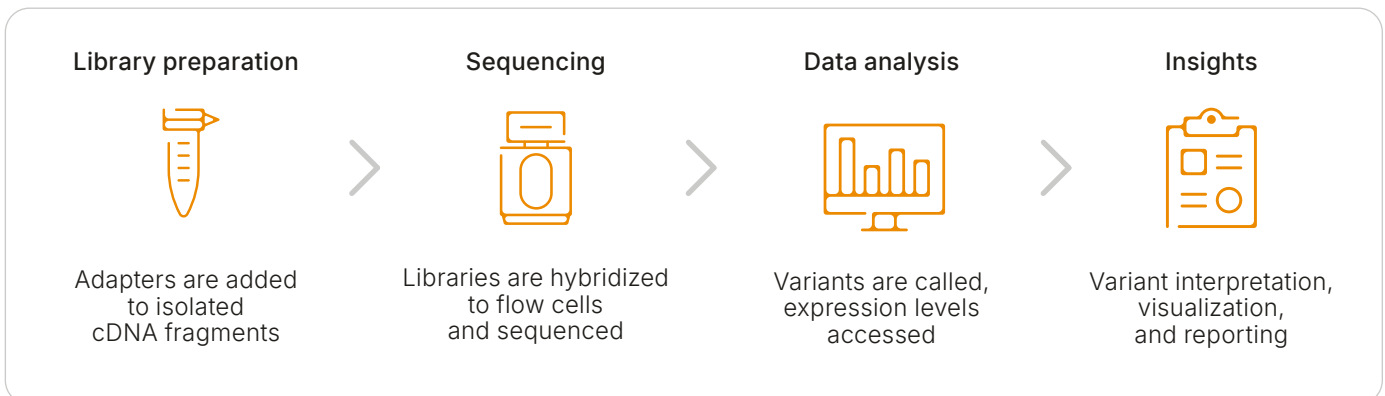 Library preparation
Adapters are added
to isolated
cDNA fragments
Sequencing
Libraries are hybridized
to flow cells
and sequenced
Data analysis
Variants are called,
expression levels
accessed
Insights
Variant interpretation,
visualization,
and reporting